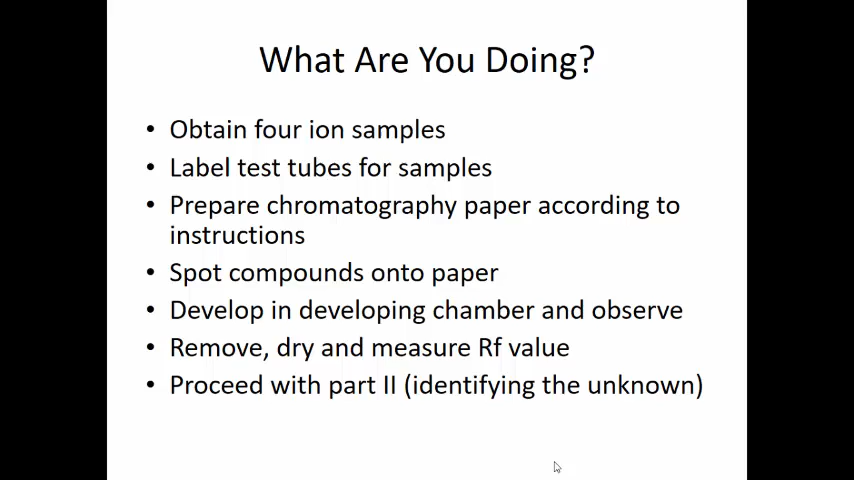 What Are You Doing?
• Obtain four ion samples
• Label test tubes for samples
• Prepare chromatography paper according to
instructions
• Spot compounds onto paper
• Develop in developing chamber and observe
• Remove, dry and measure Rf value
• Proceed with part II (identifying the unknown)